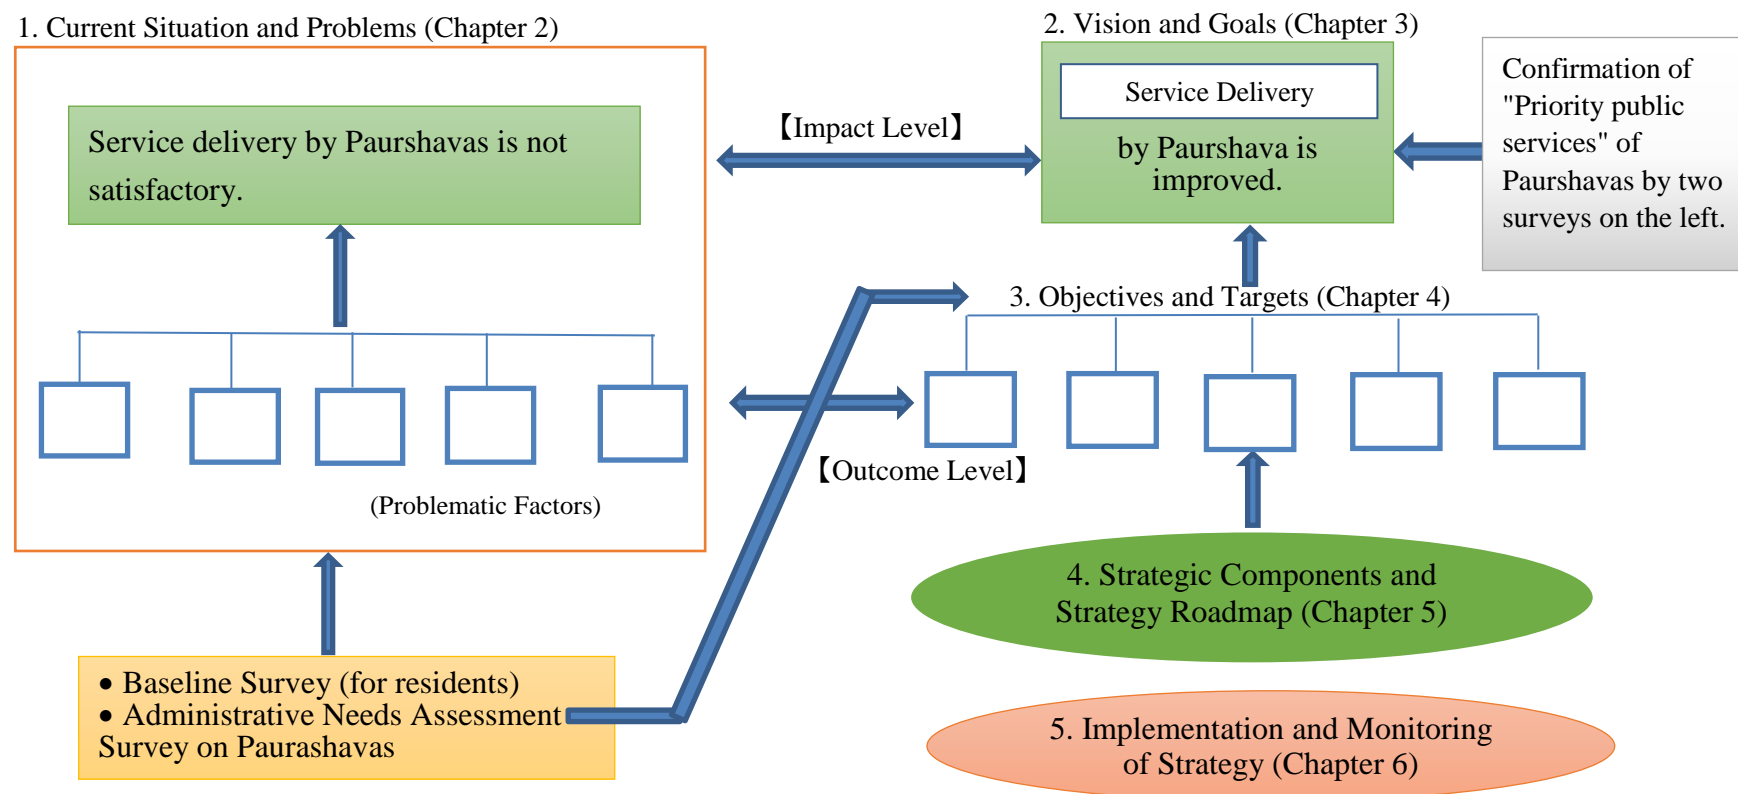 1. Current Situation and Problems (Chapter 2)
Service delivery by Paurshavas is not
satisfactory.
(Problematic Factors)
• Baseline Survey (for residents)
• Administrative Needs Assessment
Survey on Paurashavas
【Impact Level】
【Outcome Level】
2. Vision and Goals (Chapter 3)
Service Delivery
by Paurshava is
improved.
Confirmation of
"Priority public
services" of
Paurshavas by two
surveys on the left.
3. Objectives and Targets (Chapter 4)
4. Strategic Components and
Strategy Roadmap (Chapter 5)
5. Implementation and Monitoring
of Strategy (Chapter 6)